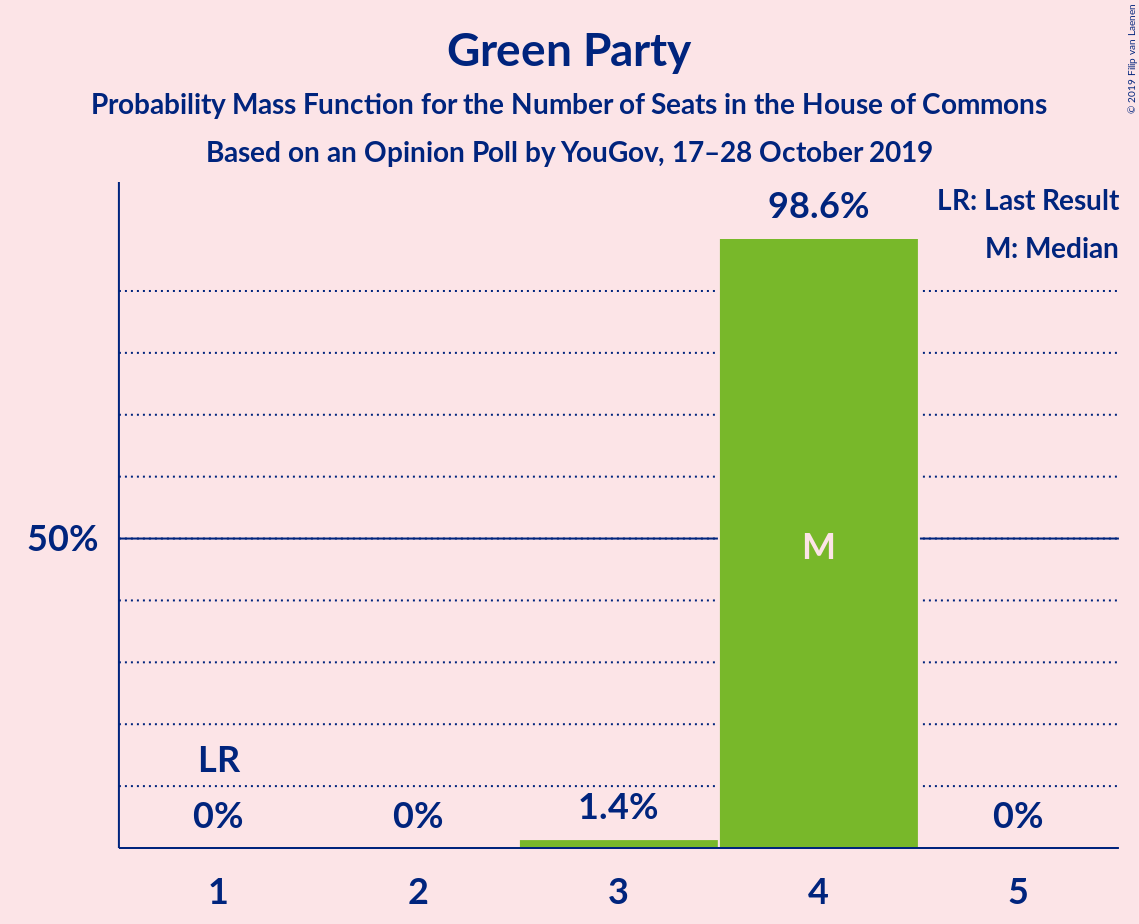 Green Party
Probability Mass Function for the Number of Seats in the House of Commons
Based on an Opinion Poll by YouGov, 17–28 October 2019
© 2019 Filip van Laenen
LR: Last Result
M: Median
98.6%
50%
M
LR
0%
0%
1.4%
0%
1
2
3
4
5